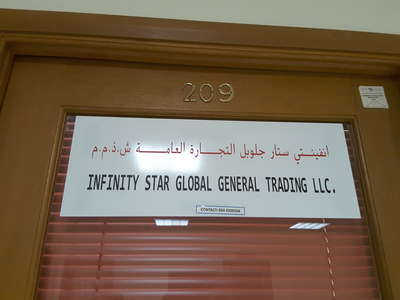 209
انفينتي ستار جلوبل التجارة العامة ش.ذ.م.م
INFINITY STAR GLOBAL GENERAL TRADING LLC.